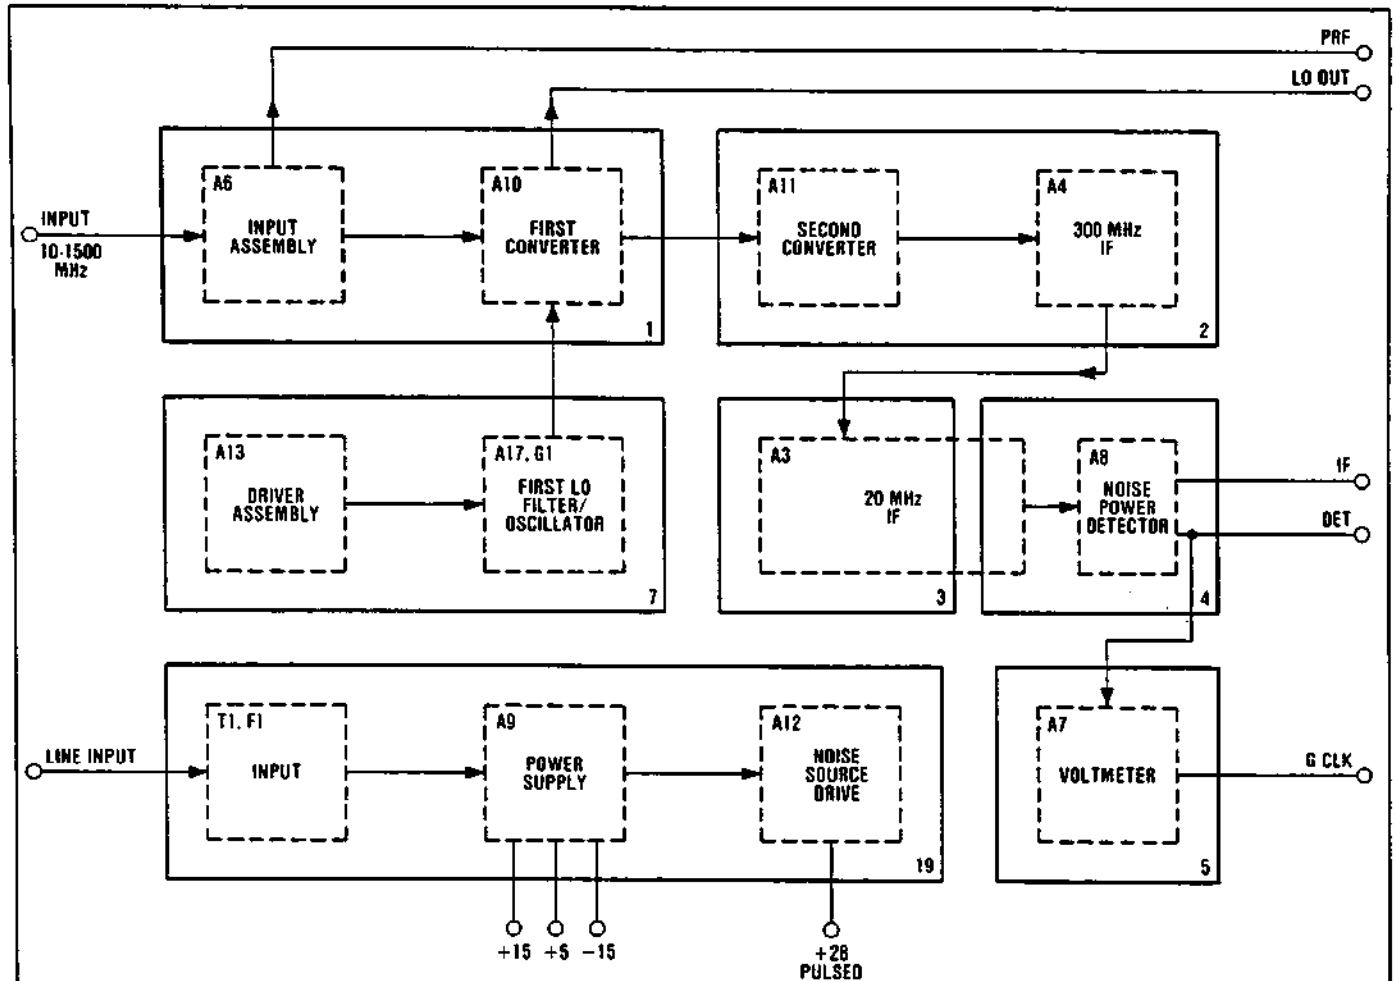 PRF
LO OUT
A6
INPUT
ASSEMBLY
A10
FIRST
CONVERTER
A11
SECOND
CONVERTER
A4
300 MHz
IF
INPUT
10-1500
MHz
1
2
A13
DRIVER
ASSEMBLY
A17, G1
FIRST LO
FILTER/
OSCILLATOR
A3
20 MHz
IF
A8
NOISE
POWER
DETECTOR
IF
DET
7
3
4
T1, F1
INPUT
A9
POWER
SUPPLY
A12
NOISE
SOURCE
DRIVE
A7
VOLTMETER
LINE INPUT
G CLK
19
5
+15
+5
-15
+28
PULSED